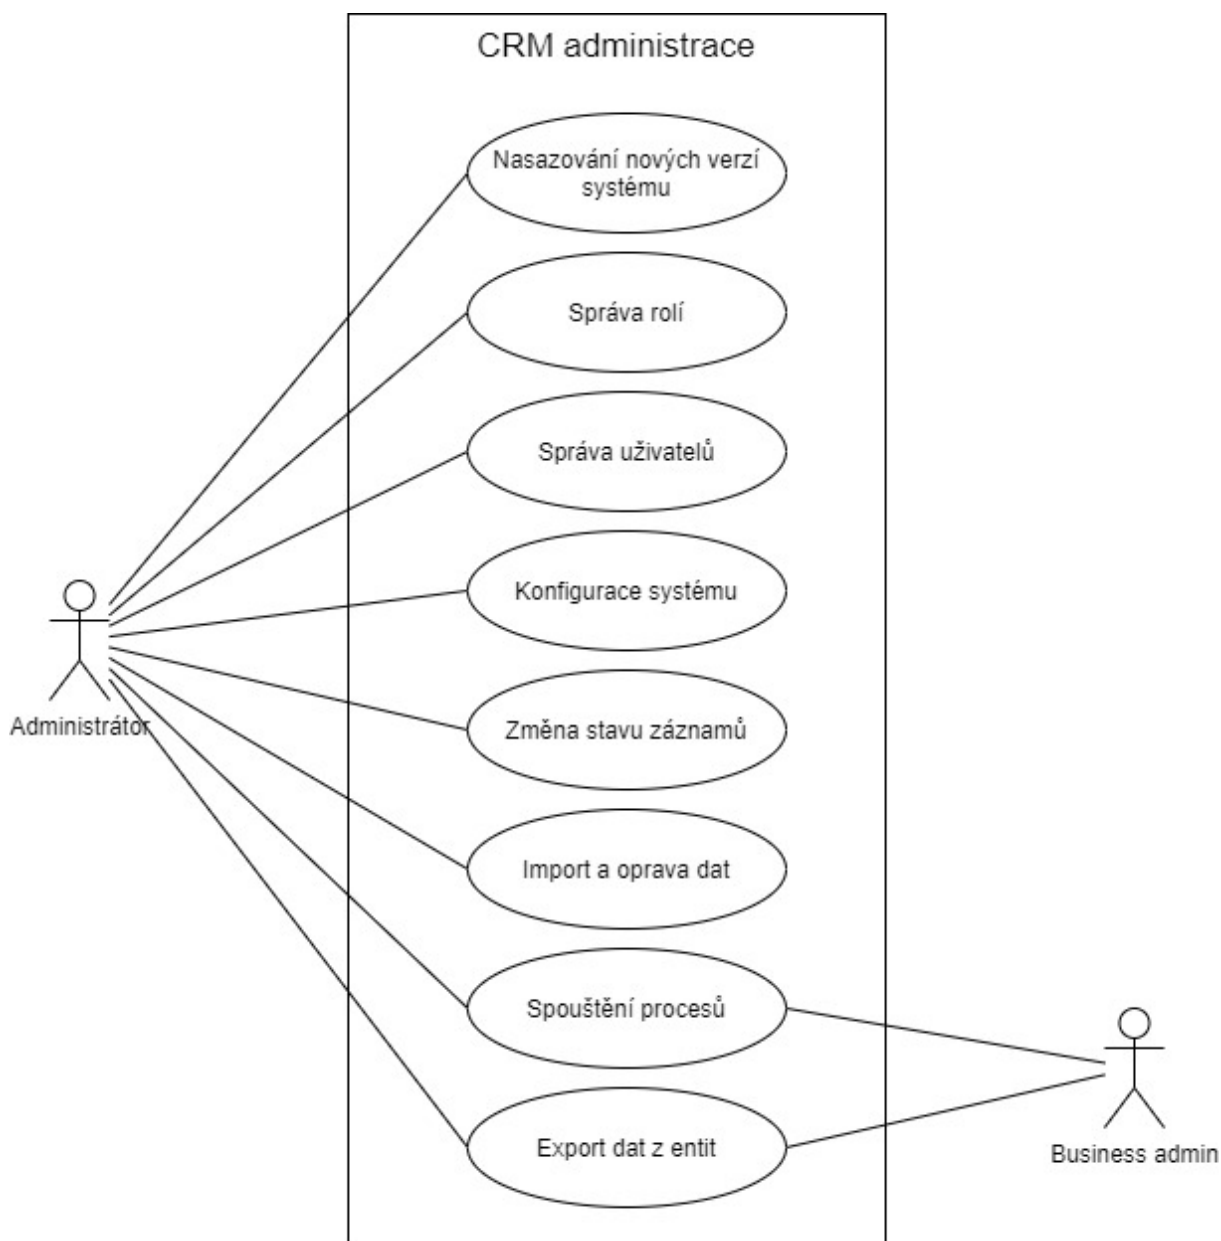 CRM administrace
Nasazování nových verzí
systému
Správa rolí
Správa uživatelů
Konfigurace systému
Změna stavu záznamů
Administrátor
Import a oprava dat
Spouštění procesů
Export dat z entit
Business admin